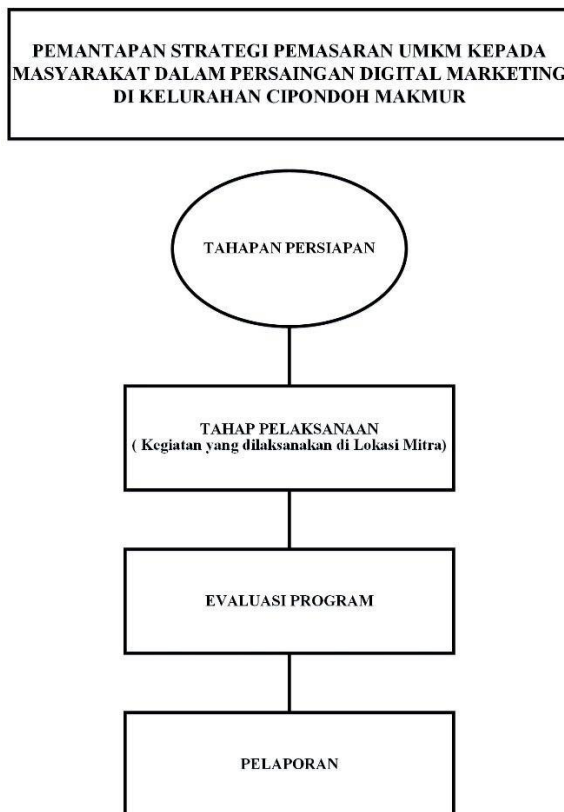 PEMANTAPAN STRATEGI PEMASARAN UMKM KEPADA
MASYARAKAT DALAM PERSAINGAN DIGITAL MARKETING
DI KELURAHAN CIPONDOH MAKMUR
TAHAPAN PERSIAPAN
TAHAP PELAKSANAAN
( Kegiatan yang dilaksanakan di Lokasi Mitra)
EVALUASI PROGRAM
PELAPORAN